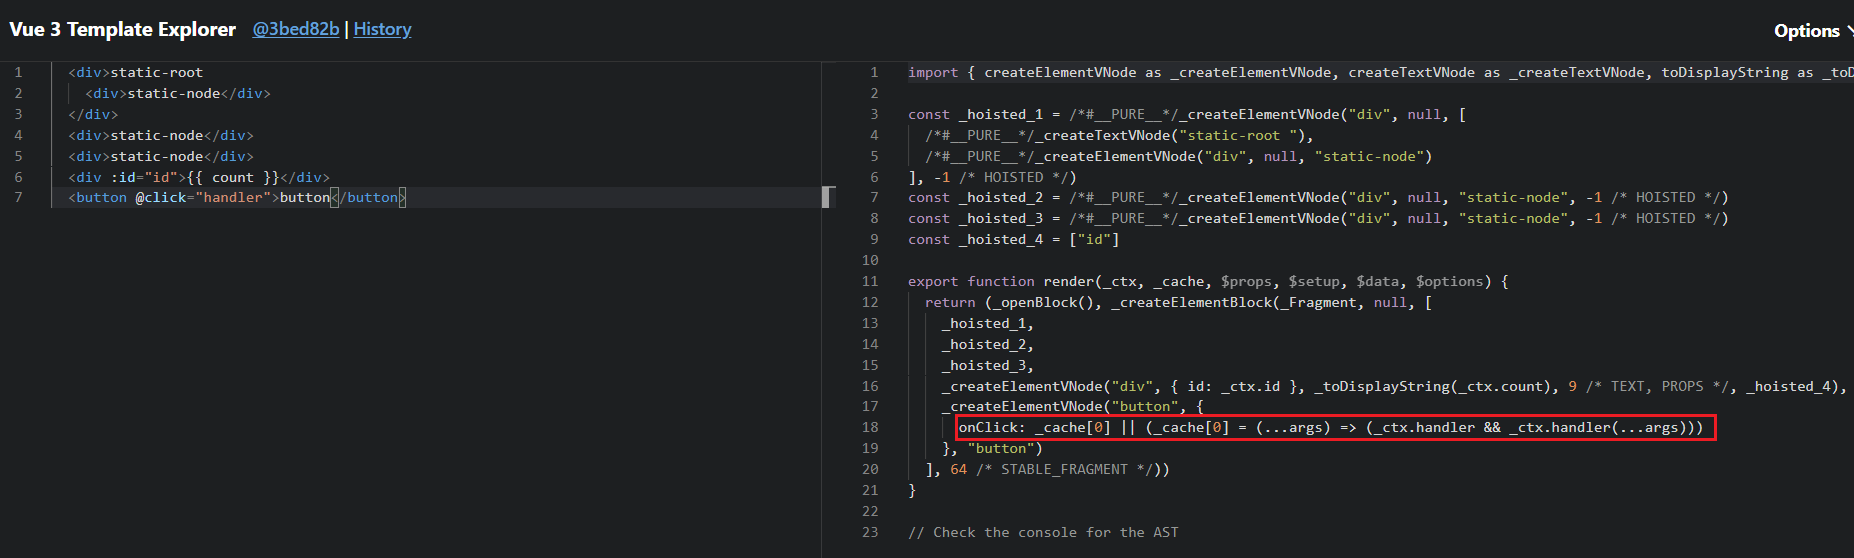 Vue 3 Template Explorer @3bed82b | History Options
1 <div>static-root
2 <div>static-node</div>
3 </div>
4 <div>static-node</div>
5 <div>static-node</div>
6 <div :id="id">{{ count }}</div>
7 <button @click="handler">button</button>
1 import { createElementVNode as _createElementVNode, createTextVNode as _createTextVNode, toDisplayString as _toD
2
3 const _hoisted_1 = /*#__PURE__*/_createElementVNode("div", null, [
4 /*#__PURE__*/_createTextVNode("static-root "),
5 /*#__PURE__*/_createElementVNode("div", null, "static-node")
6 ], -1 /* HOISTED */)
7 const _hoisted_2 = /*#__PURE__*/_createElementVNode("div", null, "static-node", -1 /* HOISTED */)
8 const _hoisted_3 = /*#__PURE__*/_createElementVNode("div", null, "static-node", -1 /* HOISTED */)
9 const _hoisted_4 = ["id"]
10
11 export function render(_ctx, _cache, $props, $setup, $data, $options) {
12 return (_openBlock(), _createElementBlock(_Fragment, null, [
13 _hoisted_1,
14 _hoisted_2,
15 _hoisted_3,
16 _createElementVNode("div", { id: _ctx.id }, _toDisplayString(_ctx.count), 9 /* TEXT, PROPS */, _hoisted_4),
17 _createElementVNode("button", {
18 onClick: _cache[0] || (_cache[0] = (...args) => (_ctx.handler && _ctx.handler(...args)))
19 }, "button")
20 ], 64 /* STABLE_FRAGMENT */))
21 }
22
23 // Check the console for the AST